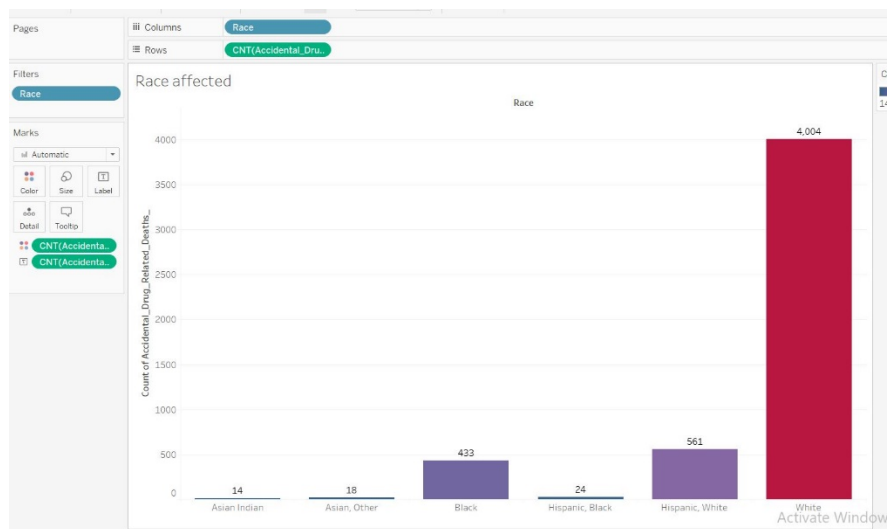 Pages
Columns
Race
Rows
CNT(Accidental_Dru..
Filters
Race
Marks
Automatic
Color
Size
Label
Detail
Tooltip
CNT(Accidenta..
CNT(Accidenta..
Race affected
Race
Count of Accidental_Drug_Related_Deaths_
4000
3500
3000
2500
2000
1500
1000
500
0
14
18
433
24
561
4,004
Asian Indian
Asian, Other
Black
Hispanic, Black
Hispanic, White
White
C
14
Activate Window